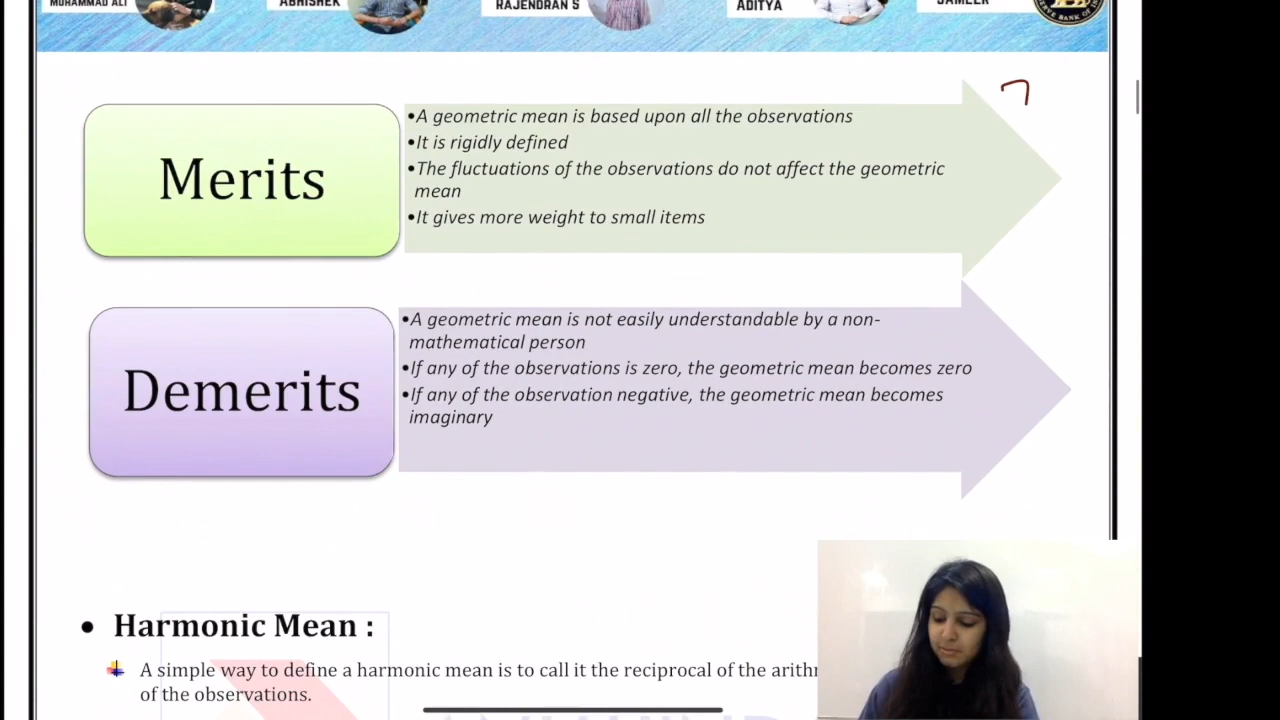 MUHAMMAD ALI
ABHISHEK
RAJENDRAN S
ADITYA
JAMEER
Merits
•A geometric mean is based upon all the observations
•It is rigidly defined
•The fluctuations of the observations do not affect the geometric
mean
•It gives more weight to small items
Demerits
•A geometric mean is not easily understandable by a non-
mathematical person
•If any of the observations is zero, the geometric mean becomes zero
•If any of the observation negative, the geometric mean becomes
imaginary
• Harmonic Mean :
A simple way to define a harmonic mean is to call it the reciprocal of the
of the observations.